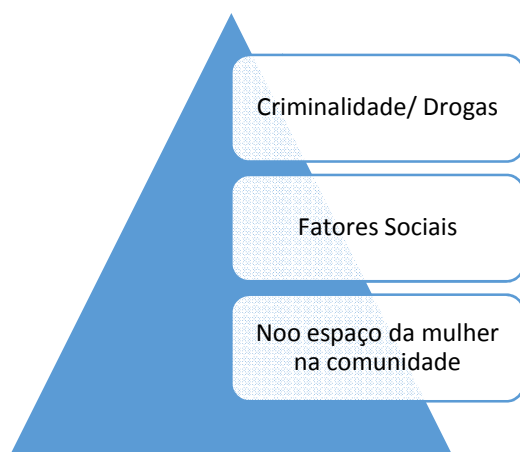 Criminalidade/ Drogas
Fatores Sociais
Noo espaço da mulher
na comunidade